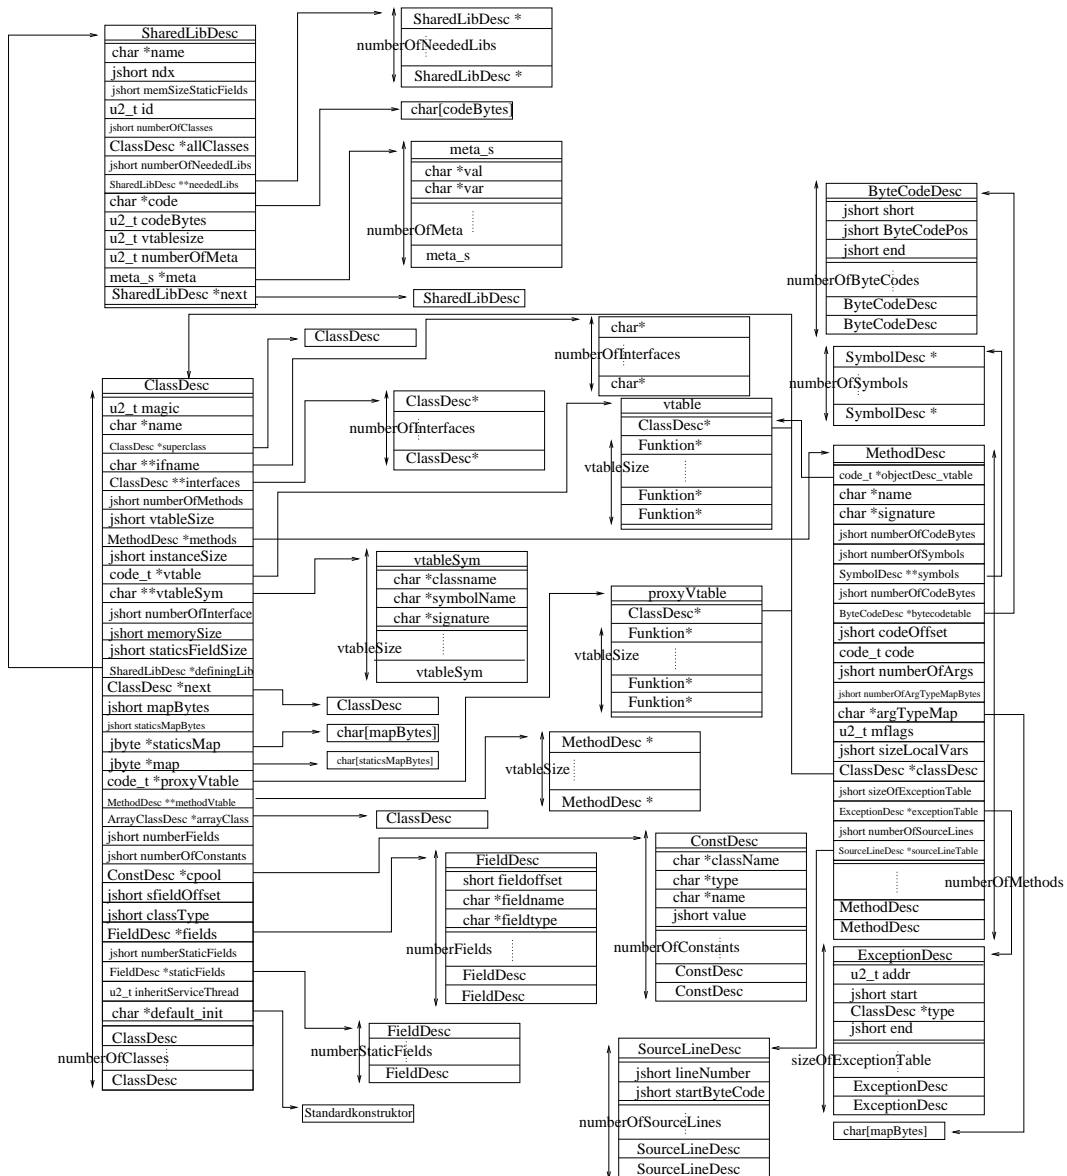 SharedLibDesc
char *name
jshort ndx
jshort memSizeStaticFields
u2_t id
jshort numberOfClasses
ClassDesc *allClasses
jshort numberOfNeededLibs
SharedLibDesc **neededLibs
char *code
u2_t codeBytes
u2_t vtablesize
u2_t numberOfMeta
meta_s *meta
SharedLibDesc *next
SharedLibDesc *
numberOfNeededLibs
SharedLibDesc *
char[codeBytes]
meta_s
char *val
char *var
numberOfMeta
meta_s
SharedLibDesc
ByteCodeDesc
jshort short
jshort ByteCodePos
jshort end
numberOfByteCodes
ByteCodeDesc
ByteCodeDesc
ClassDesc
char*
numberOfInterfaces
char*
SymbolDesc *
numberOfSymbols
SymbolDesc *
ClassDesc
u2_t magic
char *name
ClassDesc *superclass
char **ifname
ClassDesc **interfaces
jshort numberOfMethods
jshort vtableSize
MethodDesc *methods
jshort instanceSize
code_t *vtable
char **vtableSym
jshort numberOfInterface
jshort memorySize
jshort staticsFieldSize
SharedLibDesc *definingLib
ClassDesc *next
jshort mapBytes
jshort staticsMapBytes
jbyte *staticsMap
jbyte *map
code_t *proxyVtable
MethodDesc **methodVtable
ArrayClassDesc *arrayClass
jshort numberFields
jshort numberOfConstants
ConstDesc *cpool
jshort sfieldOffset
jshort classType
FieldDesc *fields
jshort numberStaticFields
FieldDesc *staticFields
u2_t inheritServiceThread
char *default_init
ClassDesc
numberOfClasses
ClassDesc
ClassDesc*
numberOfInterfaces
ClassDesc*
vtable
ClassDesc*
Funktion*
vtableSize
Funktion*
Funktion*
vtableSym
char *classname
char *symbolName
char *signature
vtableSize
vtableSym
proxyVtable
ClassDesc*
Funktion*
vtableSize
Funktion*
Funktion*
ClassDesc
char[mapBytes]
char[staticsMapBytes]
MethodDesc *
vtableSize
MethodDesc *
ClassDesc
FieldDesc
short fieldoffset
char *fieldname
char *fieldtype
numberFields
FieldDesc
FieldDesc
ConstDesc
char *className
char *type
char *name
jshort value
numberOfConstants
ConstDesc
ConstDesc
FieldDesc
numberStaticFields
FieldDesc
Standardkonstruktor
SourceLineDesc
jshort lineNumber
jshort startByteCode
numberOfSourceLines
SourceLineDesc
SourceLineDesc
MethodDesc
code_t *objectDesc_vtable
char *name
char *signature
jshort numberOfCodeBytes
jshort numberOfSymbols
SymbolDesc **symbols
jshort numberOfCodeBytes
ByteCodeDesc *bytecodetable
jshort codeOffset
code_t code
jshort numberOfArgs
jshort numberOfArgTypeMapBytes
char *argTypeMap
u2_t mflags
jshort sizeLocalVars
ClassDesc *classDesc
jshort sizeOfExceptionTable
ExceptionDesc *exceptionTable
jshort numberOfSourceLines
SourceLineDesc *sourceLineTable
numberOfMethods
MethodDesc
MethodDesc
ExceptionDesc
u2_t addr
jshort start
ClassDesc *type
jshort end
sizeOfExceptionTable
ExceptionDesc
ExceptionDesc
char[mapBytes]